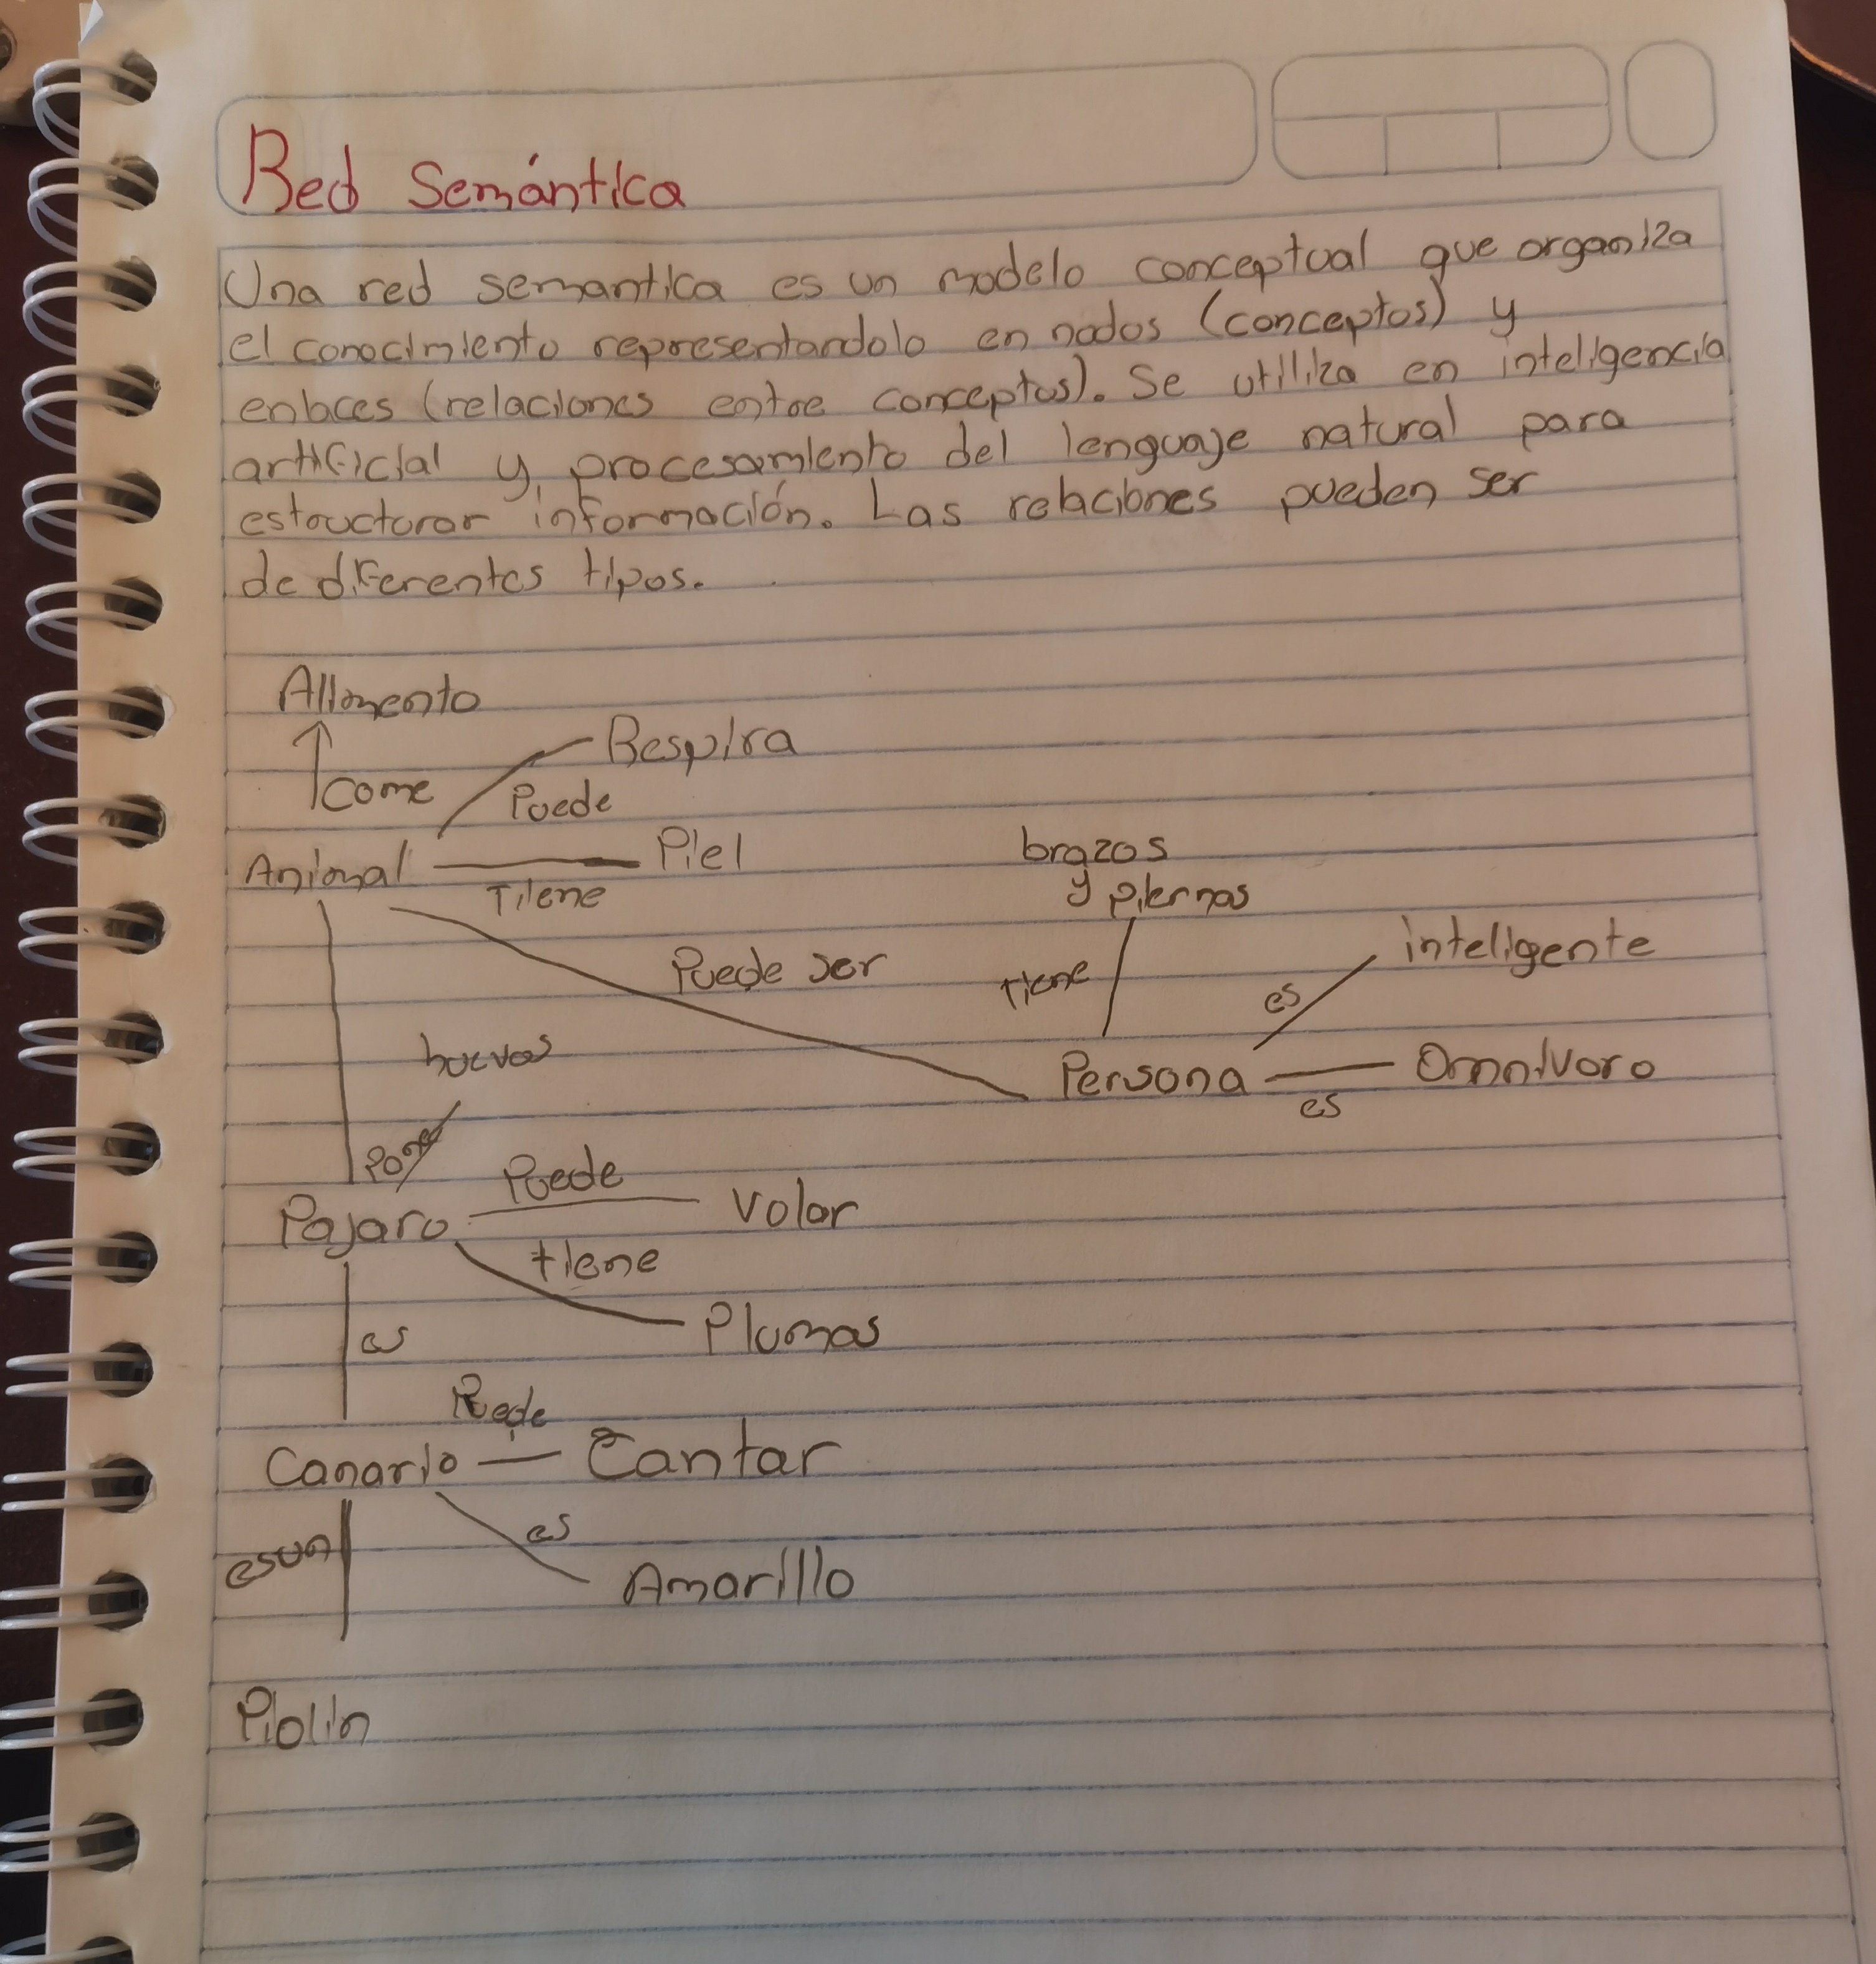 Red Semántica
Una red semantica es un modelo conceptual que organiza
el conocimiento representandolo en nodos (conceptos) y
enlaces (relaciones entre conceptos). Se utiliza en inteligencia
artificial y procesamiento del lenguaje natural para
estructurar información. Las relaciones pueden ser
de diferentes tipos.
Alimento
Respira
come
Puede
Animal
Piel
Tiene
brazos
y piernas
inteligente
Puede ser
tiene
es
huevos
Persona
Omnivoro
es
Pone
Puede
Pajaro
Volar
tiene
Plumas
es
Puede
Canario
Cantar
es un
es
Amarillo
Piolin